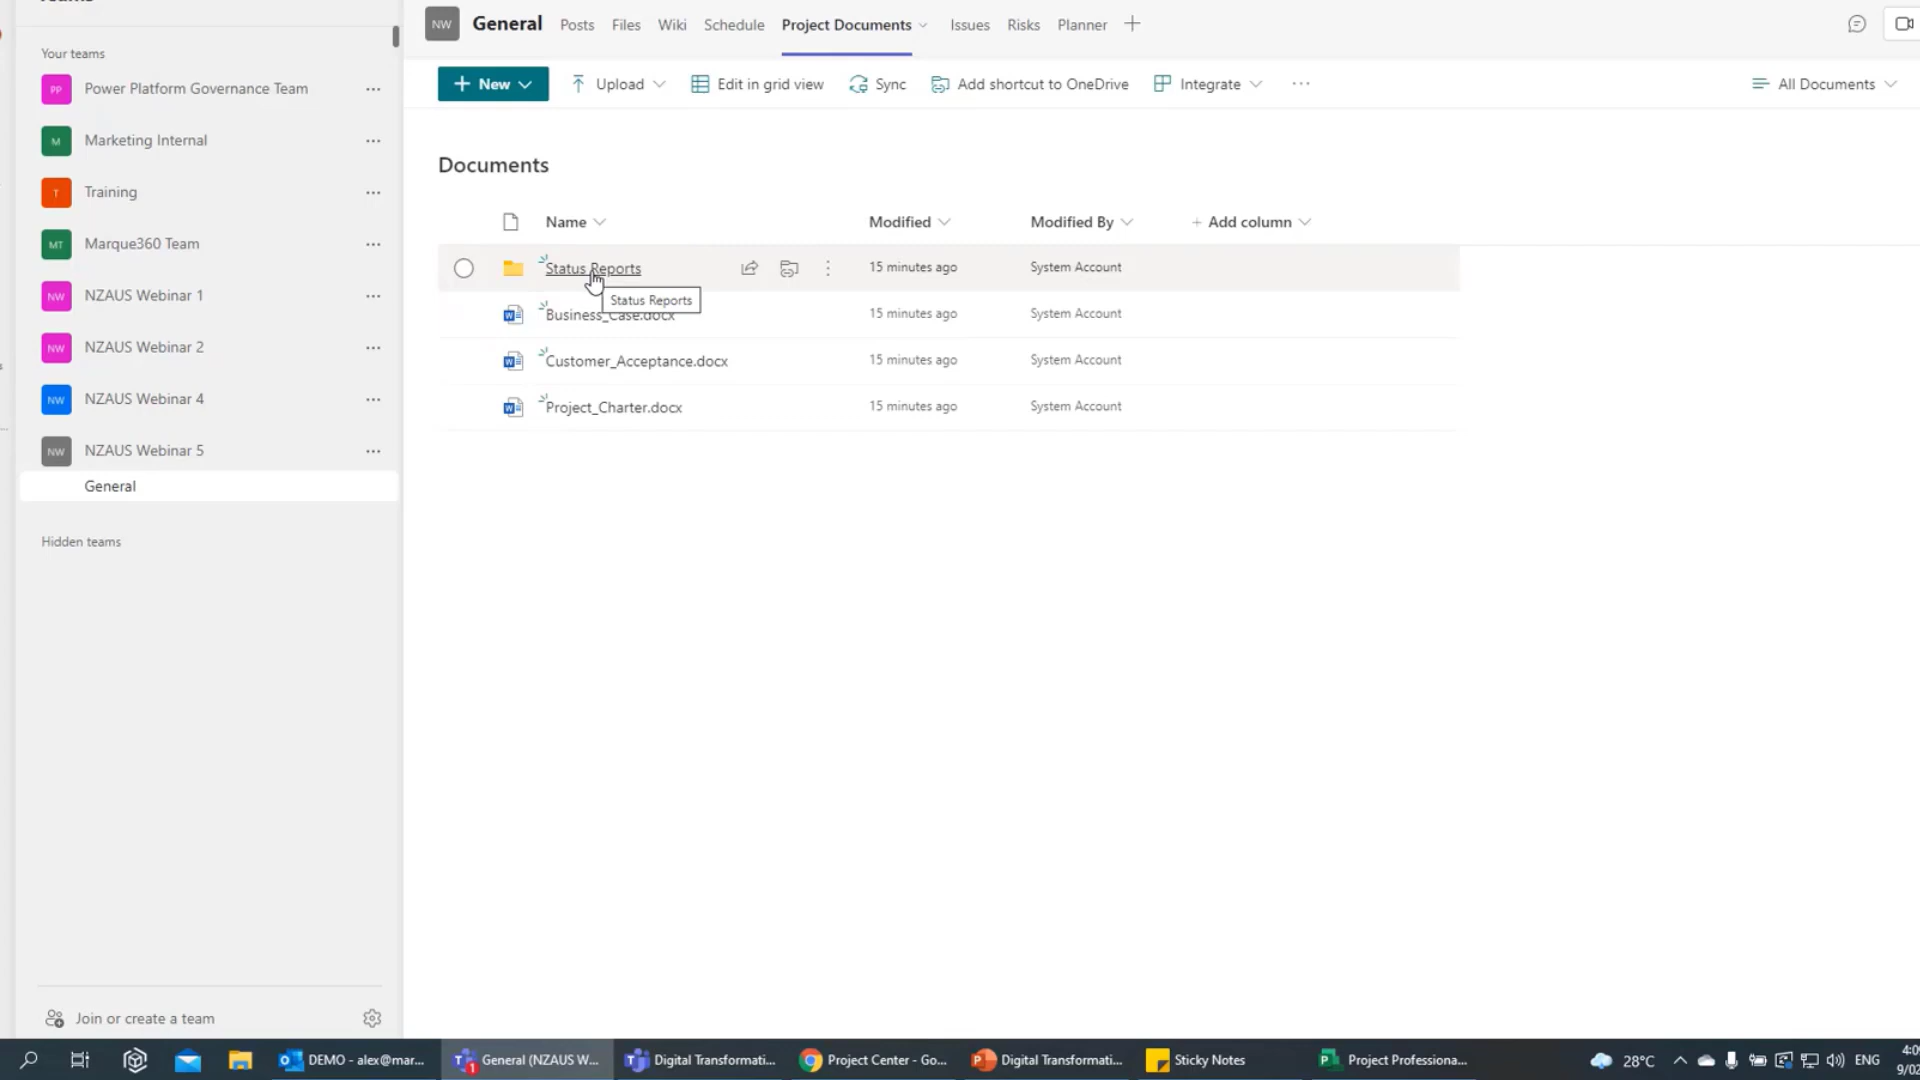 Your teams
PP Power Platform Governance Team
M Marketing Internal
T Training
MT Marque360 Team
NW NZAUS Webinar 1
NW NZAUS Webinar 2
NW NZAUS Webinar 4
NW NZAUS Webinar 5
General
Hidden teams
Join or create a team
NW General Posts Files Wiki Schedule Project Documents Issues Risks Planner
New Upload Edit in grid view Sync Add shortcut to OneDrive Integrate All Documents
Documents
Name Modified Modified By + Add column
Status Reports 15 minutes ago System Account
Status Reports
Business_Case.docx 15 minutes ago System Account
Customer_Acceptance.docx 15 minutes ago System Account
Project_Charter.docx 15 minutes ago System Account
DEMO - alex@mar... General (NZAUS W... Digital Transformati... Project Center - Go... Digital Transformati... Sticky Notes Project Professiona... 28°C ENG